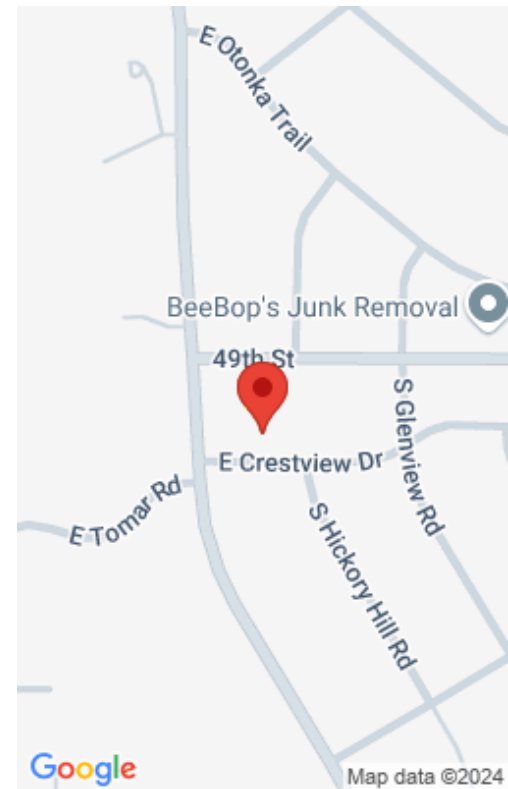 E Otonka Trail
BeeBop's Junk Removal
49th St
S Glenview Rd
E Crestview Dr
E Tomar Rd
S Hickory Hill Rd
Google
Map data ©2024